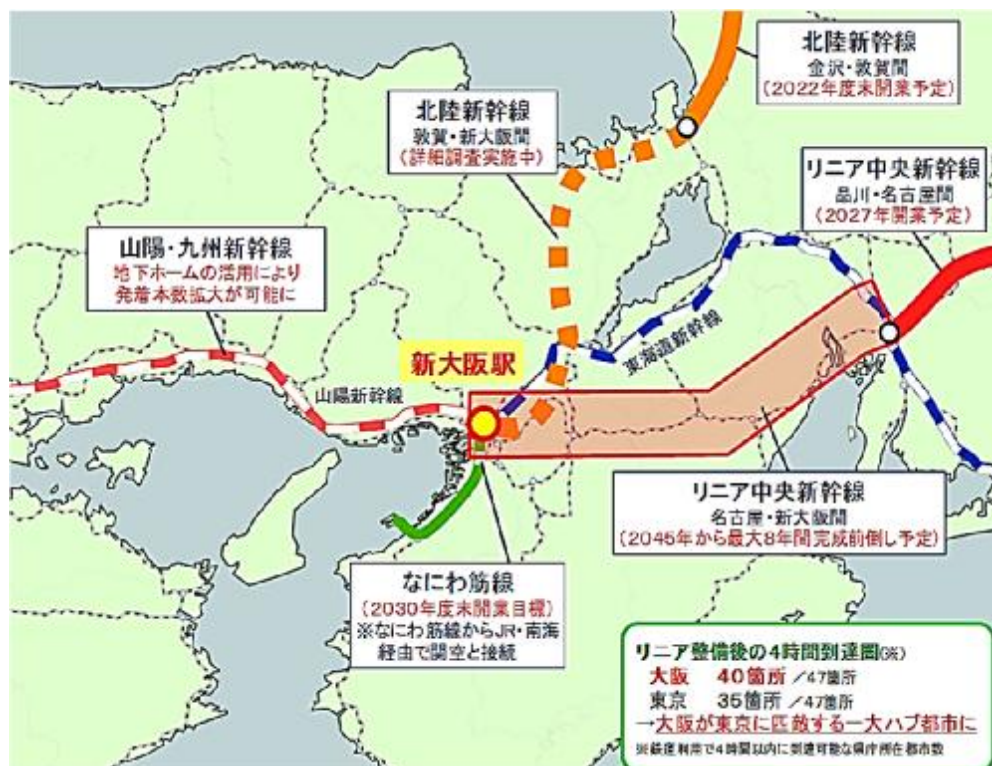 北陸新幹線
金沢・敦賀間
(2022年度末開業予定)
北陸新幹線
敦賀・新大阪間
(詳細調査実施中)
リニア中央新幹線
品川・名古屋間
(2027年開業予定)
山陽・九州新幹線
地下ホームの活用により
発着本数拡大が可能に
新大阪駅
東海道新幹線
山陽新幹線
リニア中央新幹線
名古屋・新大阪間
(2045年から最大8年間完成前倒し予定)
なにわ筋線
(2030年度末開業目標)
※なにわ筋線からJR・南海
経由で関空と接続
リニア整備後の4時間到達圏(※)
大阪 40箇所 /47箇所
東京 35箇所 /47箇所
→大阪が東京に匹敵する一大ハブ都市に
※鉄道利用で4時間以内に到達可能な県庁所在都市数